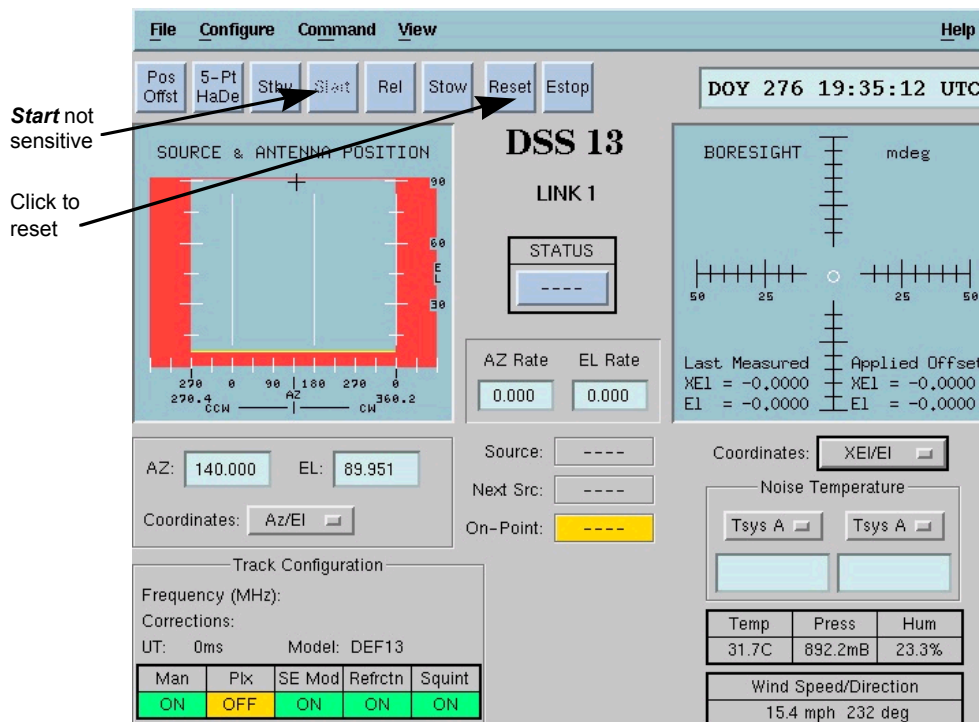 File Configure Command View Help
Pos Offst
5-Pt HaDe
Stby
Start
Rel
Stow
Reset
Estop
DOY 276 19:35:12 UTC
Start not
sensitive
Click to
reset
SOURCE & ANTENNA POSITION
90
60
EL
30
270 0 90 180 270 0
270.4 CCW AZ CW 360.2
DSS 13
LINK 1
STATUS
----
AZ Rate EL Rate
0.000 0.000
BORESIGHT mdeg
50 25 25 50
Last Measured Applied Offset
XEl = -0.0000 XEl = -0.0000
El = -0.0000 El = -0.0000
AZ: 140.000 EL: 89.951
Coordinates: Az/El
Source: ----
Next Src: ----
On-Point: ----
Coordinates: XEl/El
Noise Temperature
Tsys A Tsys A
Track Configuration
Frequency (MHz):
Corrections:
UT: 0ms Model: DEF13
Man Plx SE Mod Refrctn Squint
ON OFF ON ON ON
Temp Press Hum
31.7C 892.2mB 23.3%
Wind Speed/Direction
15.4 mph 232 deg